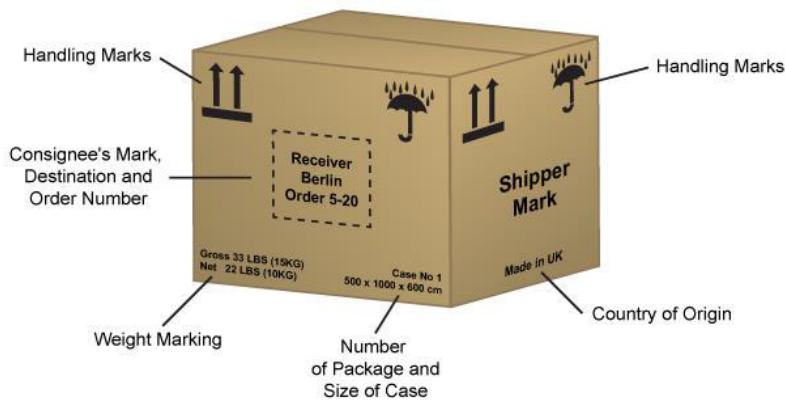 Handling Marks
Handling Marks
Consignee's Mark,
Destination and
Order Number
Receiver
Berlin
Order 5-20
Shipper
Mark
Gross 33 LBS (15KG)
Net 22 LBS (10KG)
Case No 1
500 x 1000 x 600 cm
Made in UK
Weight Marking
Number
of Package and
Size of Case
Country of Origin